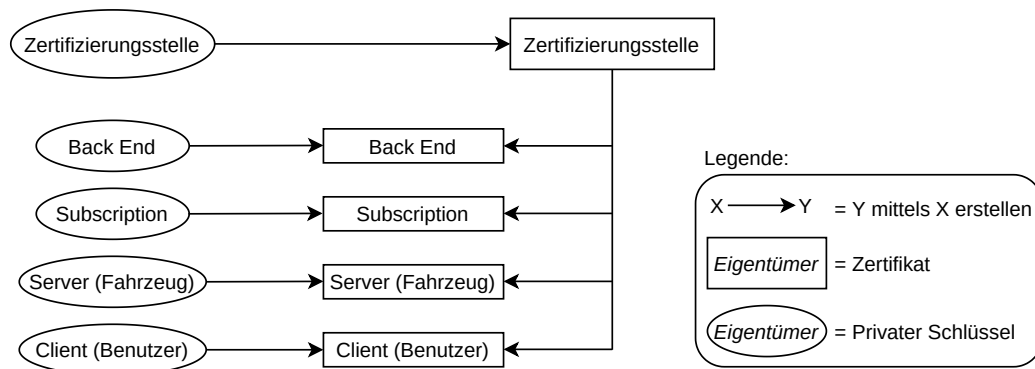 Zertifizierungsstelle
Zertifizierungsstelle
Back End
Back End
Subscription
Subscription
Server (Fahrzeug)
Server (Fahrzeug)
Client (Benutzer)
Client (Benutzer)
Legende:
X Y = Y mittels X erstellen
Eigentümer = Zertifikat
Eigentümer = Privater Schlüssel